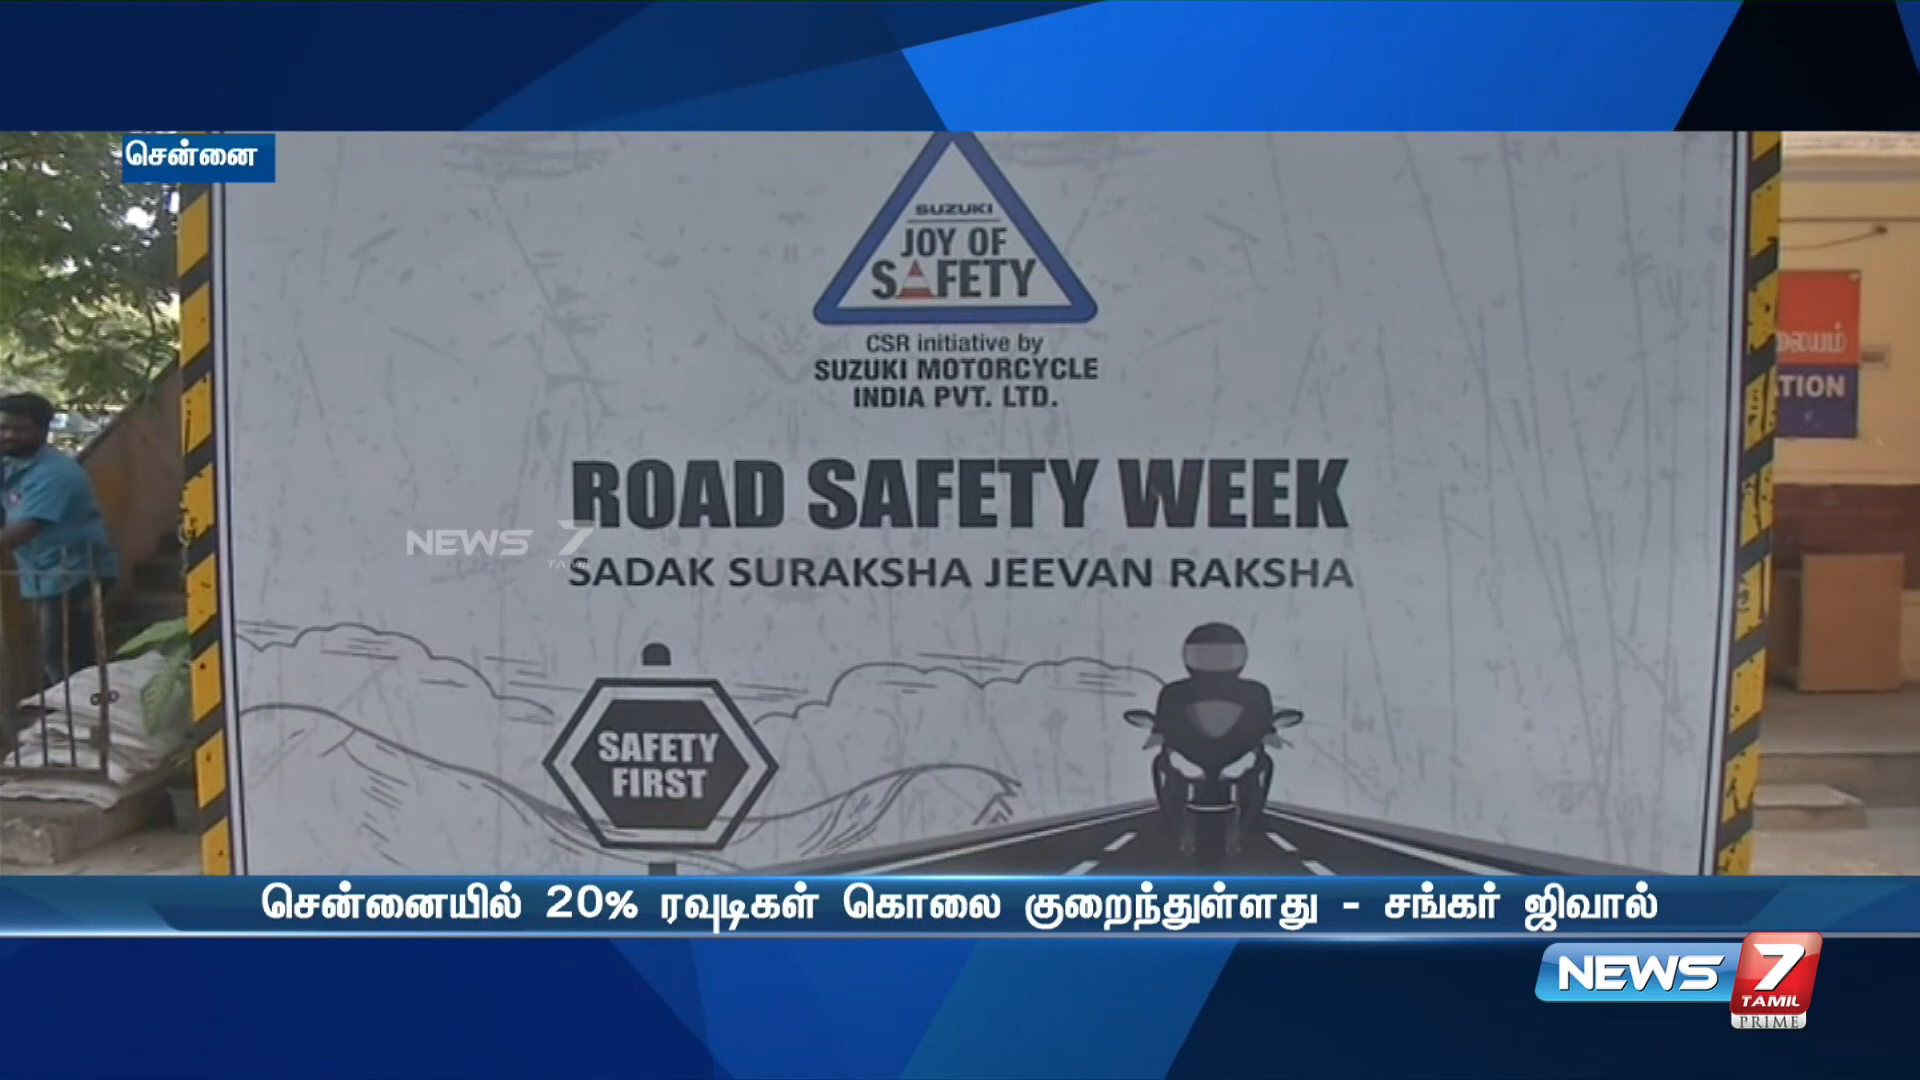 சென்னை
SUZUKI
JOY OF
SAFETY
CSR initiative by
SUZUKI MOTORCYCLE
INDIA PVT. LTD.
ROAD SAFETY WEEK
SADAK SURAKSHA JEEVAN RAKSHA
NEWS 7
TAMIL
SAFETY
FIRST
சென்னையில் 20% ரவுடிகள் கொலை குறைந்துள்ளது - சங்கர் ஜிவால்
NEWS 7
TAMIL
PRIME